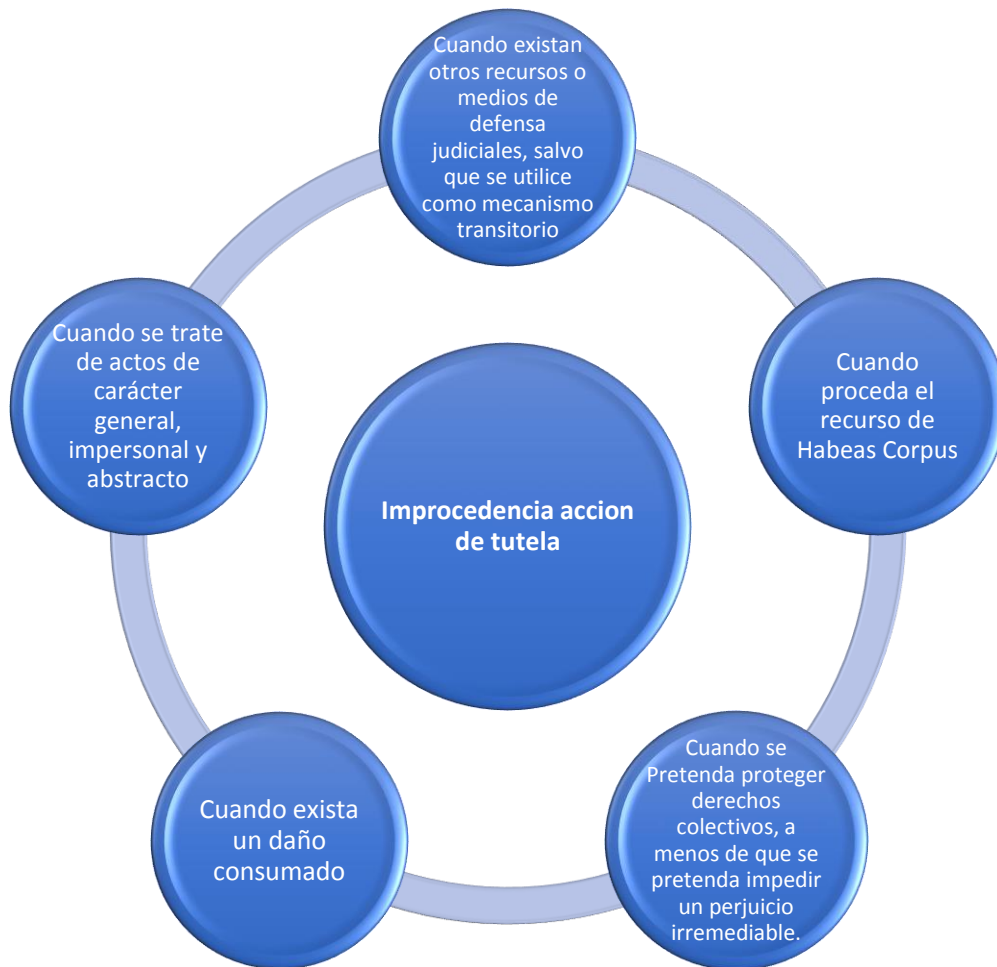 Cuando existan
otros recursos o
medios de
defensa
judiciales, salvo
que se utilice
como mecanismo
transitorio
Cuando
proceda el
recurso de
Habeas Corpus
Cuando se
Pretenda proteger
derechos
colectivos, a
menos de que se
pretenda impedir
un perjuicio
irremediable.
Cuando exista
un daño
consumado
Cuando se trate
de actos de
carácter
general,
impersonal y
abstracto
Improcedencia accion
de tutela